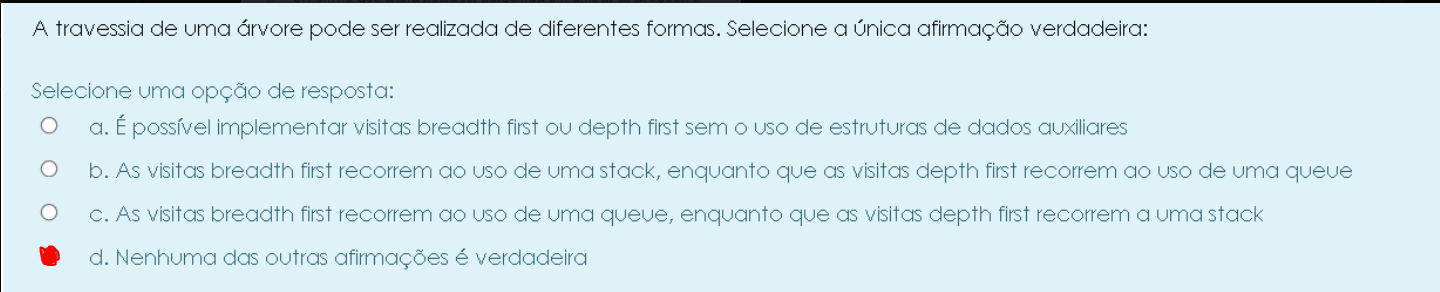 A travessia de uma árvore pode ser realizada de diferentes formas. Selecione a única afirmação verdadeira:
Selecione uma opção de resposta:
a. É possível implementar visitas breadth first ou depth first sem o uso de estruturas de dados auxiliares
b. As visitas breadth first recorrem ao uso de uma stack, enquanto que as visitas depth first recorrem ao uso de uma queue
c. As visitas breadth first recorrem ao uso de uma queue, enquanto que as visitas depth first recorrem a uma stack
d. Nenhuma das outras afirmações é verdadeira